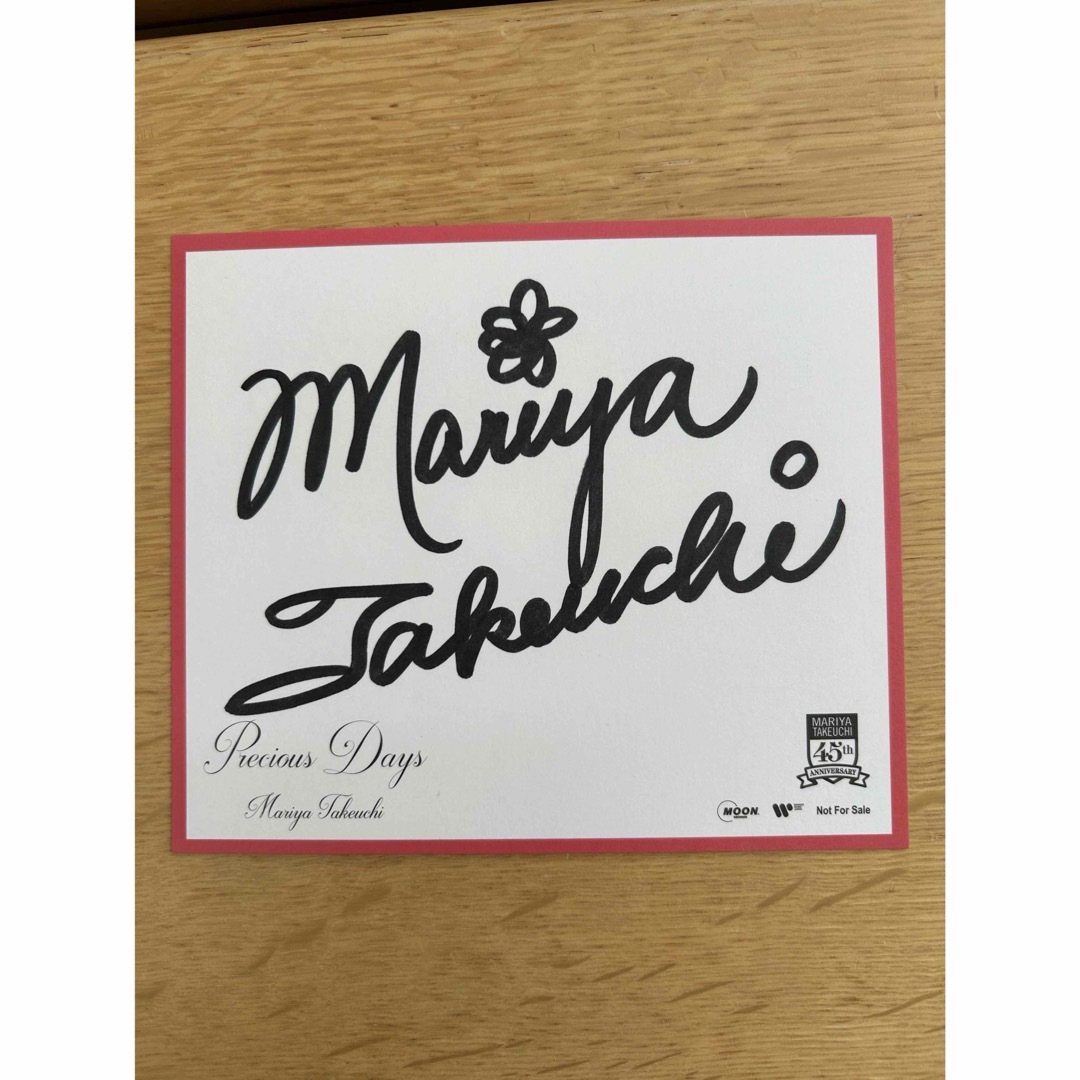 Mariya
Takeuchi
Precious Days
Mariya Takeuchi
MARIYA
TAKEUCHI
45th
ANNIVERSARY
MOON
Not For Sale